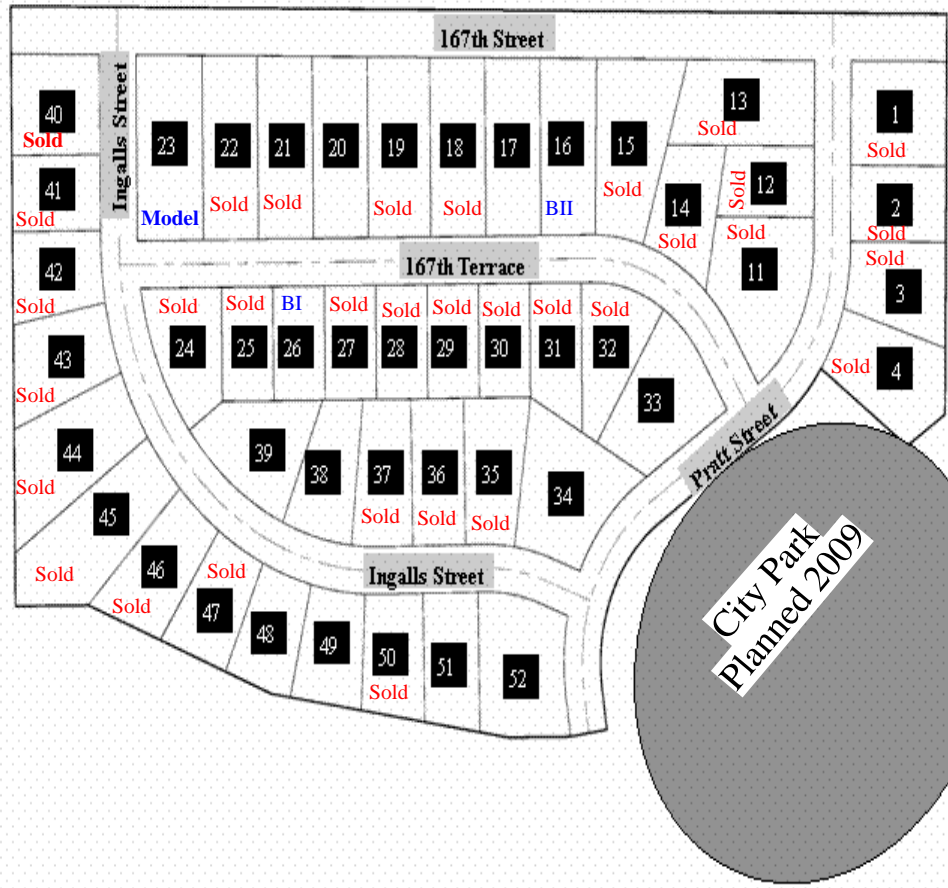 167th Street
Ingalls Street
40
Sold
41
Sold
42
Sold
43
Sold
44
Sold
45
Sold
46
Sold
47
Sold
48
49
50
Sold
51
52
23
Model
22
Sold
21
Sold
20
19
Sold
18
Sold
17
16
BII
15
Sold
14
Sold
13
Sold
12
Sold
11
Sold
1
Sold
2
Sold
3
Sold
4
Sold
167th Terrace
24
Sold
25
Sold
26
BI
27
Sold
28
Sold
29
Sold
30
Sold
31
Sold
32
Sold
33
39
38
37
Sold
36
Sold
35
Sold
34
Pratt Street
Ingalls Street
City Park
Planned 2009